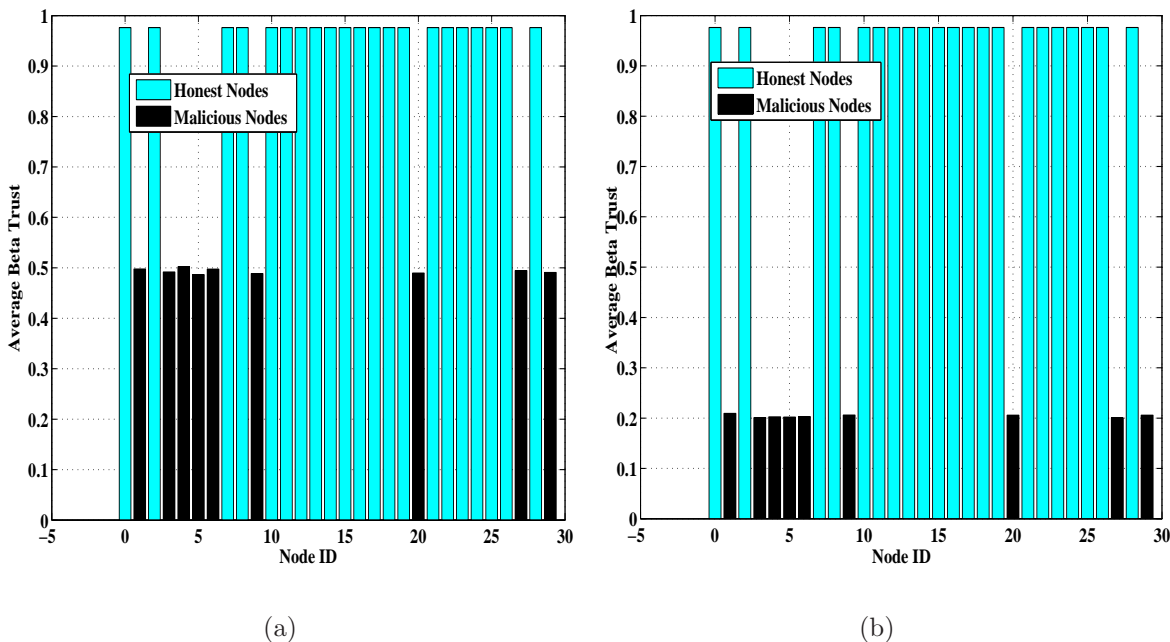 1
0.9
0.8
0.7
0.6
0.5
0.4
0.3
0.2
0.1
0
Average Beta Trust
Honest Nodes
Malicious Nodes
−5 0 5 10 15 20 25 30
Node ID
(a)
1
0.9
0.8
0.7
0.6
0.5
0.4
0.3
0.2
0.1
0
Average Beta Trust
Honest Nodes
Malicious Nodes
−5 0 5 10 15 20 25 30
Node ID
(b)